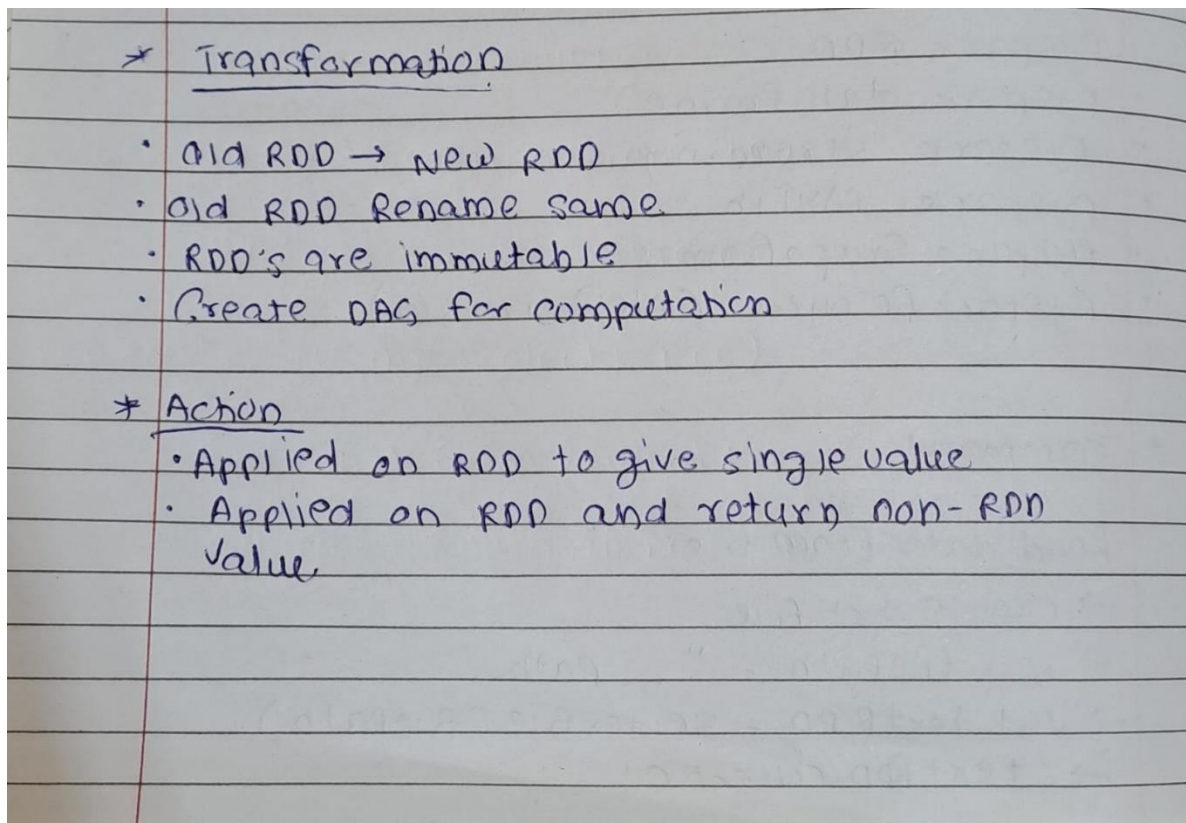 * Transformation
· Old RDD → New RDD
· Old RDD Rename same
· RDD's are immutable
· Create DAG for computation
* Action
· Applied on RDD to give single value
· Applied on RDD and return non-RDD
value